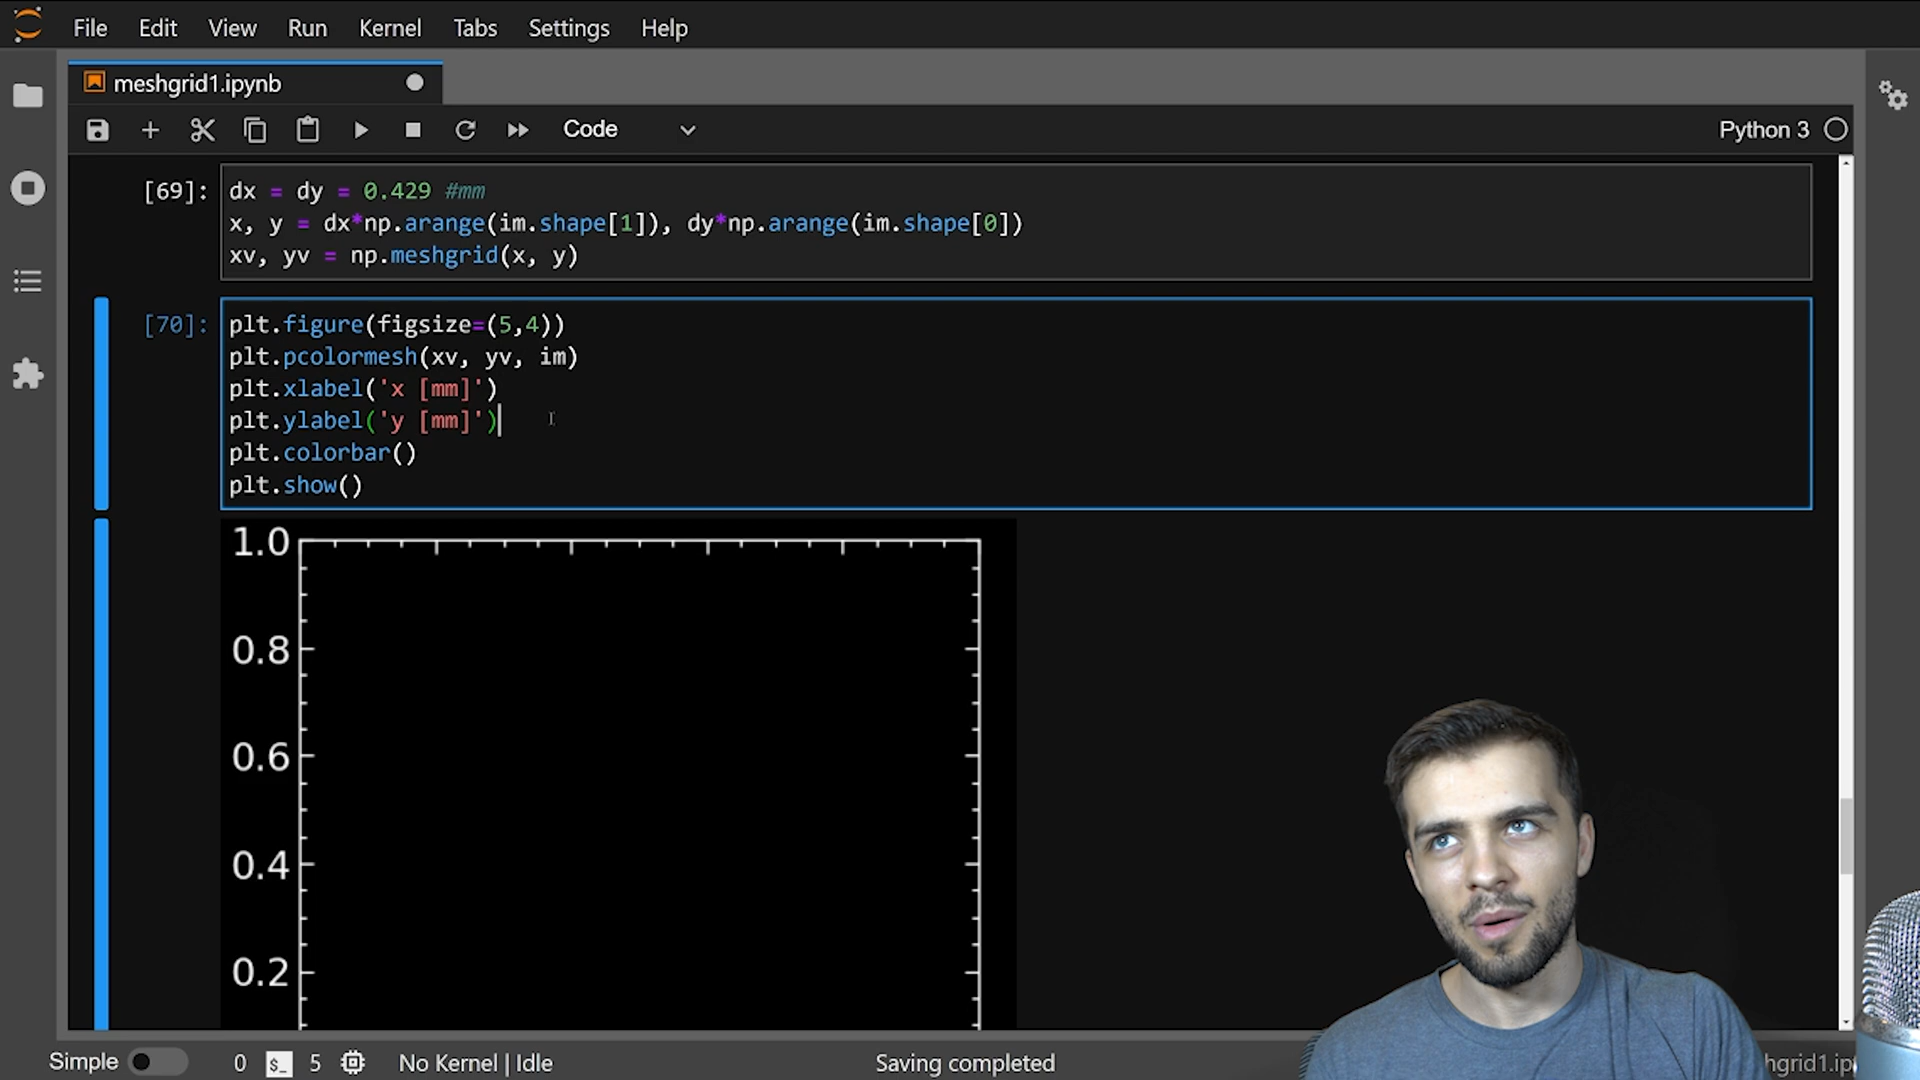 File Edit View Run Kernel Tabs Settings Help
meshgrid1.ipynb
Code
Python 3
[69]:
dx = dy = 0.429 #mm
x, y = dx*np.arange(im.shape[1]), dy*np.arange(im.shape[0])
xv, yv = np.meshgrid(x, y)
[70]:
plt.figure(figsize=(5,4))
plt.pcolormesh(xv, yv, im)
plt.xlabel('x [mm]')
plt.ylabel('y [mm]')
plt.colorbar()
plt.show()
1.0
0.8
0.6
0.4
0.2
Simple 0 $_ 5 No Kernel | Idle Saving completed hgrid1.ip